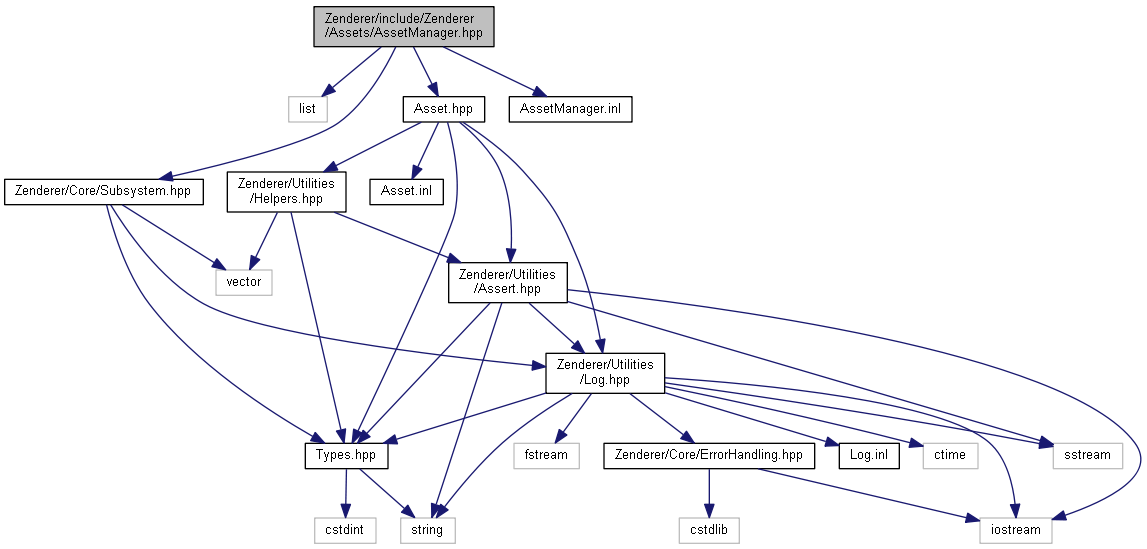 Zenderer/include/Zenderer
/Assets/AssetManager.hpp
list
Asset.hpp
AssetManager.inl
Zenderer/Core/Subsystem.hpp
Zenderer/Utilities
/Helpers.hpp
Asset.inl
vector
Zenderer/Utilities
/Assert.hpp
Zenderer/Utilities
/Log.hpp
Types.hpp
fstream
Zenderer/Core/ErrorHandling.hpp
Log.inl
ctime
sstream
cstdint
string
cstdlib
iostream